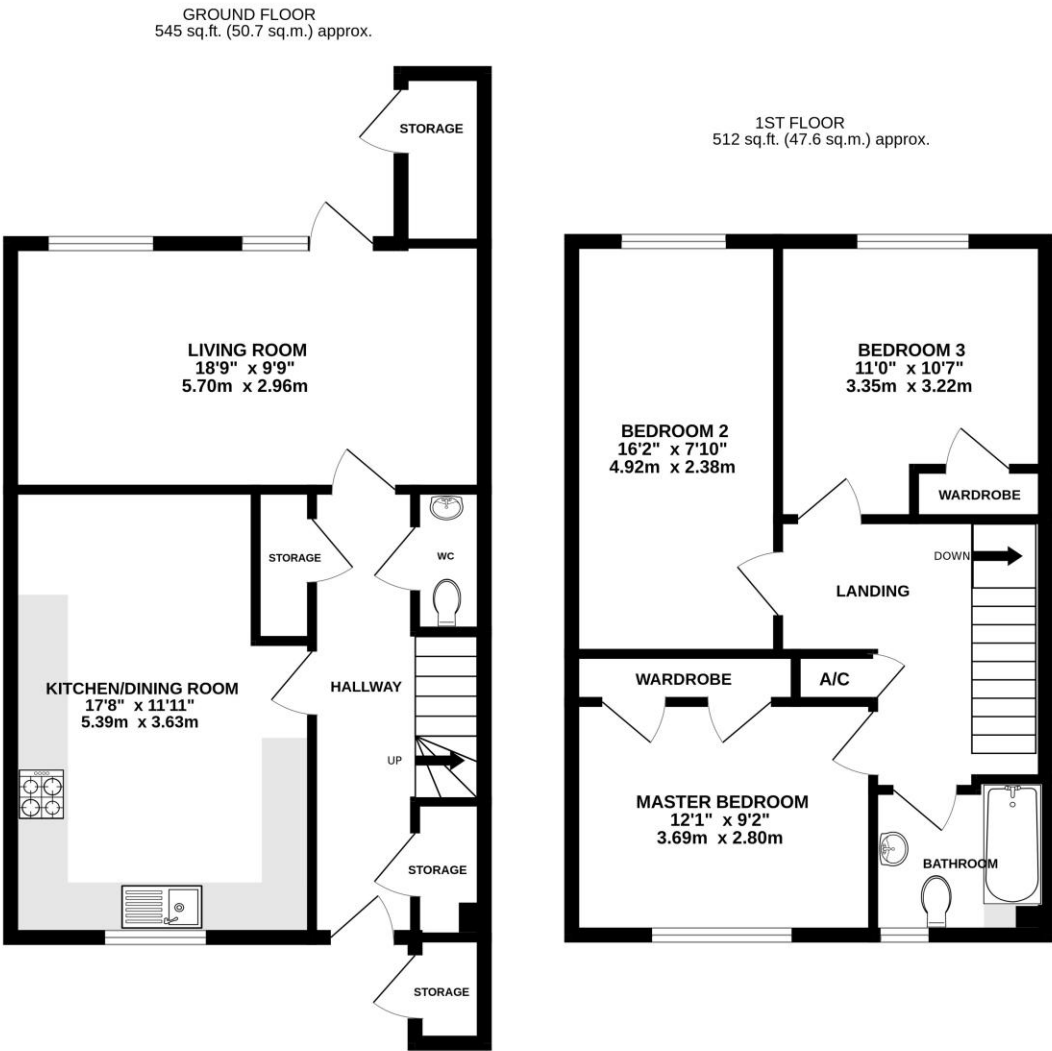 GROUND FLOOR
545 sq.ft. (50.7 sq.m.) approx.
STORAGE
LIVING ROOM
18'9" x 9'9"
5.70m x 2.96m
STORAGE
WC
KITCHEN/DINING ROOM
17'8" x 11'11"
5.39m x 3.63m
HALLWAY
UP
STORAGE
STORAGE
1ST FLOOR
512 sq.ft. (47.6 sq.m.) approx.
BEDROOM 3
11'0" x 10'7"
3.35m x 3.22m
BEDROOM 2
16'2" x 7'10"
4.92m x 2.38m
WARDROBE
DOWN
LANDING
WARDROBE
A/C
MASTER BEDROOM
12'1" x 9'2"
3.69m x 2.80m
BATHROOM